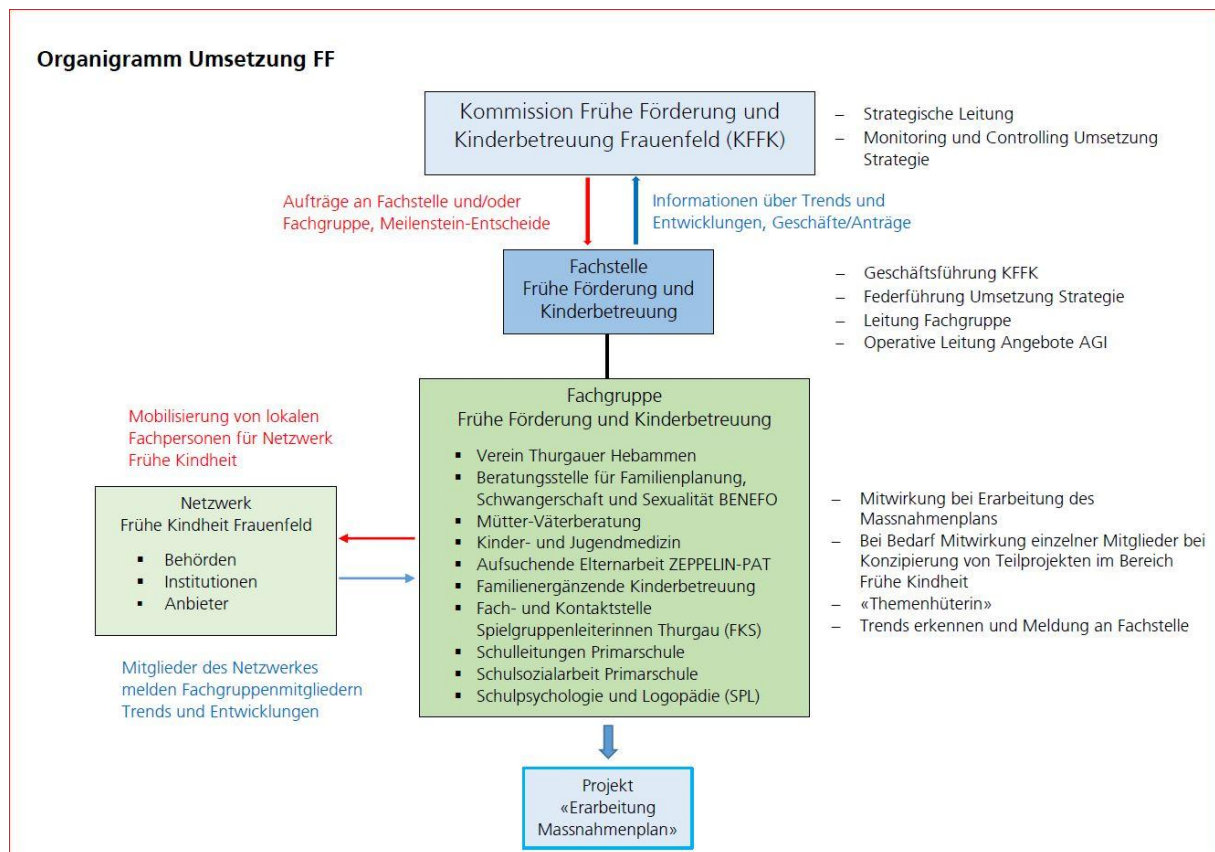 Organigramm Umsetzung FF
Kommission Frühe Förderung und
Kinderbetreuung Frauenfeld (KFFK)
– Strategische Leitung
– Monitoring und Controlling Umsetzung
Strategie
Aufträge an Fachstelle und/oder
Fachgruppe, Meilenstein-Entscheide
Informationen über Trends und
Entwicklungen, Geschäfte/Anträge
Fachstelle
Frühe Förderung und
Kinderbetreuung
– Geschäftsführung KFFK
– Federführung Umsetzung Strategie
– Leitung Fachgruppe
– Operative Leitung Angebote AGI
Mobilisierung von lokalen
Fachpersonen für Netzwerk
Frühe Kindheit
Netzwerk
Frühe Kindheit Frauenfeld
▪ Behörden
▪ Institutionen
▪ Anbieter
Mitglieder des Netzwerkes
melden Fachgruppenmitgliedern
Trends und Entwicklungen
Fachgruppe
Frühe Förderung und Kinderbetreuung
▪ Verein Thurgauer Hebammen
▪ Beratungsstelle für Familienplanung,
Schwangerschaft und Sexualität BENEFO
▪ Mütter-Väterberatung
▪ Kinder- und Jugendmedizin
▪ Aufsuchende Elternarbeit ZEPPELIN-PAT
▪ Familienergänzende Kinderbetreuung
▪ Fach- und Kontaktstelle
Spielgruppenleiterinnen Thurgau (FKS)
▪ Schulleitungen Primarschule
▪ Schulsozialarbeit Primarschule
▪ Schulpsychologie und Logopädie (SPL)
– Mitwirkung bei Erarbeitung des
Massnahmenplans
– Bei Bedarf Mitwirkung einzelner Mitglieder bei
Konzipierung von Teilprojekten im Bereich
Frühe Kindheit
– «Themenhüterin»
– Trends erkennen und Meldung an Fachstelle
Projekt
«Erarbeitung
Massnahmenplan»